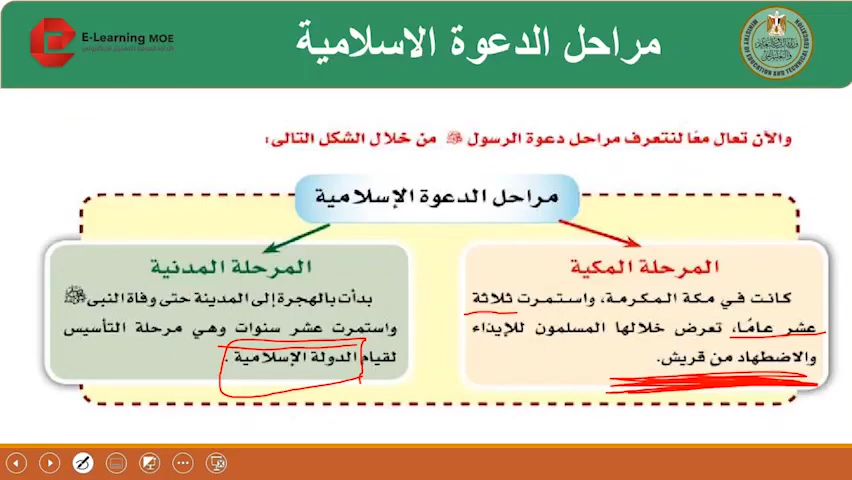 E-Learning MOE
مراحل الدعوة الاسلامية
والآن تعال معًا لنتعرف مراحل دعوة الرسول ﷺ من خلال الشكل التالى:
مراحل الدعوة الإسلامية
المرحلة المكية
كانت في مكة المكرمة، واستمرت ثلاثة
عشر عامًا، تعرض خلالها المسلمون للإيذاء
والاضطهاد من قريش.
المرحلة المدنية
بدأت بالهجرة إلى المدينة حتى وفاة النبى ﷺ
واستمرت عشر سنوات وهي مرحلة التأسيس
لقيام الدولة الإسلامية .